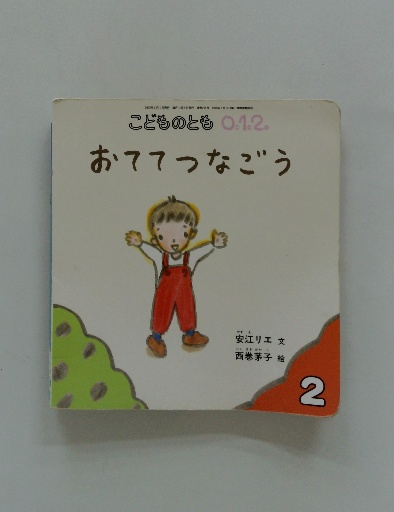 こどものとも 0.1.2.
おててつなごう
安江リエ 文
西巻茅子 絵
2